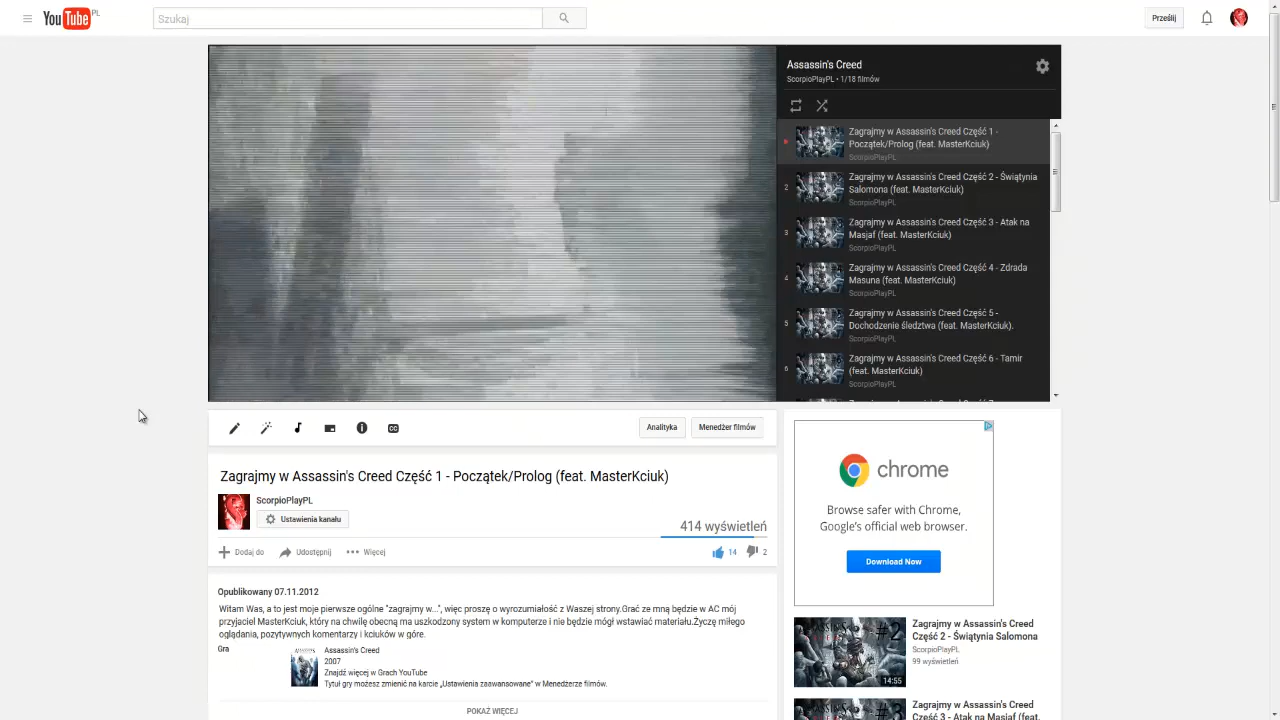 YouTube PL
Szukaj
Prześlij
Assassin's Creed
ScorpioPlayPL • 1/18 filmów
Zagrajmy w Assassin's Creed Część 1 -
Początek/Prolog (feat. MasterKciuk)
ScorpioPlayPL
2
Zagrajmy w Assassin's Creed Część 2 - Świątynia
Salomona (feat. MasterKciuk)
ScorpioPlayPL
3
Zagrajmy w Assassin's Creed Część 3 - Atak na
Masjaf (feat. MasterKciuk)
ScorpioPlayPL
4
Zagrajmy w Assassin's Creed Część 4 - Zdrada
Masuna (feat. MasterKciuk)
ScorpioPlayPL
5
Zagrajmy w Assassin's Creed Część 5 -
Dochodzenie śledztwa (feat. MasterKciuk).
ScorpioPlayPL
6
Zagrajmy w Assassin's Creed Część 6 - Tamir
(feat. MasterKciuk)
ScorpioPlayPL
CC
Analityka
Menedżer filmów
Zagrajmy w Assassin's Creed Część 1 - Początek/Prolog (feat. MasterKciuk)
ScorpioPlayPL
Ustawienia kanału
414 wyświetleń
Dodaj do
Udostępnij
Więcej
14
2
Opublikowany 07.11.2012
Witam Was, a to jest moje pierwsze ogólne "zagrajmy w...", więc proszę o wyrozumiałość z Waszej strony.Grać ze mną będzie w AC mój
przyjaciel MasterKciuk, który na chwilę obecną ma uszkodzony system w komputerze i nie będzie mógł wstawiać materiału.Życzę miłego
oglądania, pozytywnych komentarzy i kciuków w górę.
Gra
Assassin's Creed
2007
Znajdź więcej w Grach YouTube
Tytuł gry możesz zmienić na karcie „Ustawienia zaawansowane" w Menedżerze filmów.
POKAŻ WIĘCEJ
chrome
Browse safer with Chrome,
Google's official web browser.
Download Now
#2
14:55
Zagrajmy w Assassin's Creed
Część 2 - Świątynia Salomona
ScorpioPlayPL
99 wyświetleń
Zagrajmy w Assassin's Creed
Część 3 - Atak na Masjaf (feat.